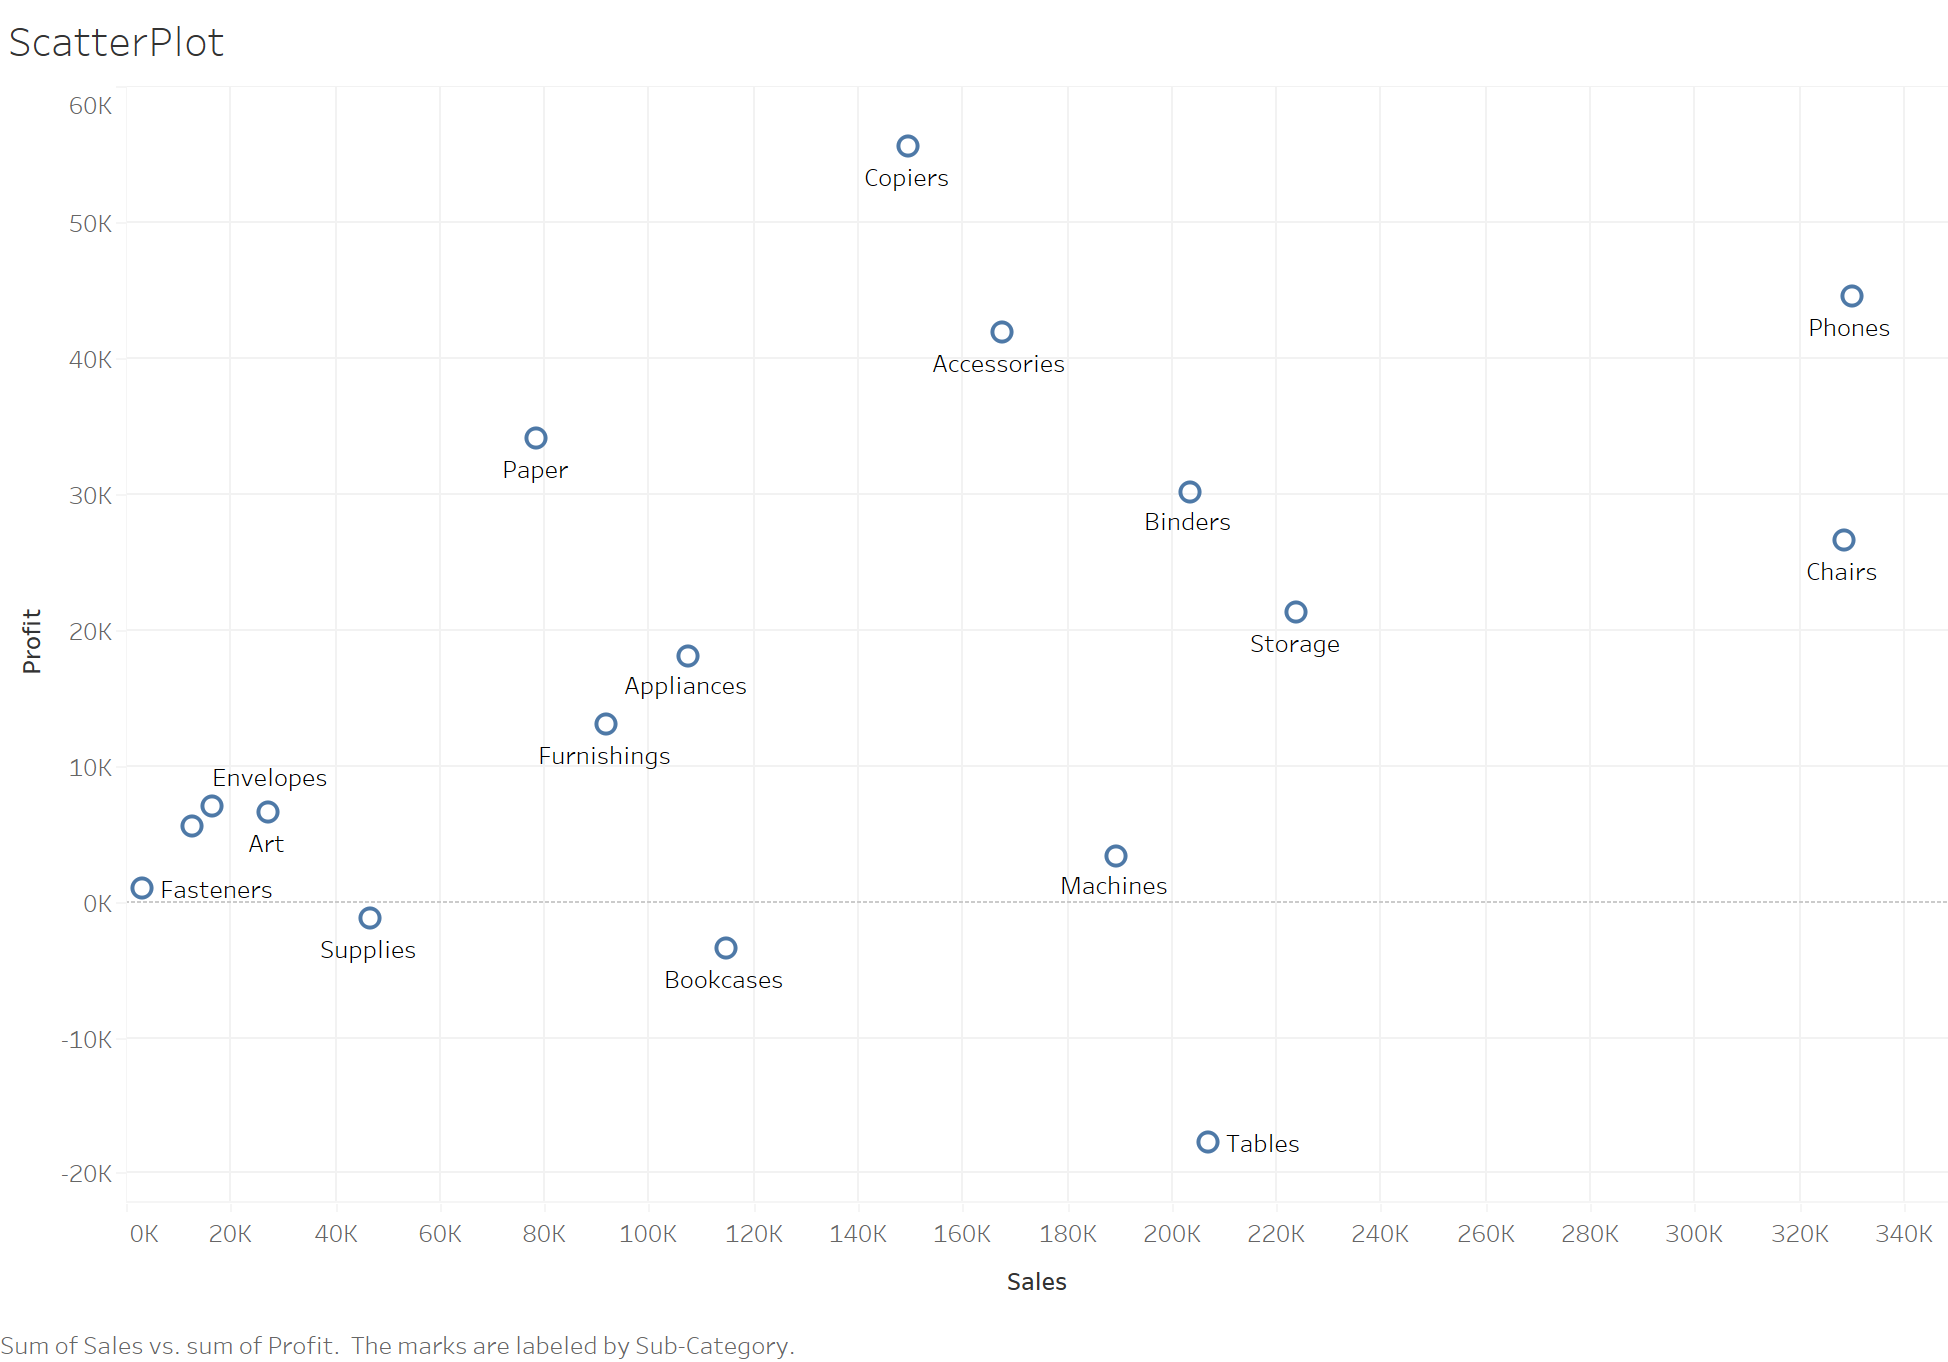 ScatterPlot
60K
Copiers
50K
Phones
40K
Accessories
Paper
30K
Binders
Chairs
Profit
20K
Storage
Appliances
Furnishings
10K
Envelopes
Art
Fasteners
0K
Machines
Supplies
Bookcases
-10K
Tables
-20K
0K 20K 40K 60K 80K 100K 120K 140K 160K 180K 200K 220K 240K 260K 280K 300K 320K 340K
Sales
Sum of Sales vs. sum of Profit. The marks are labeled by Sub-Category.